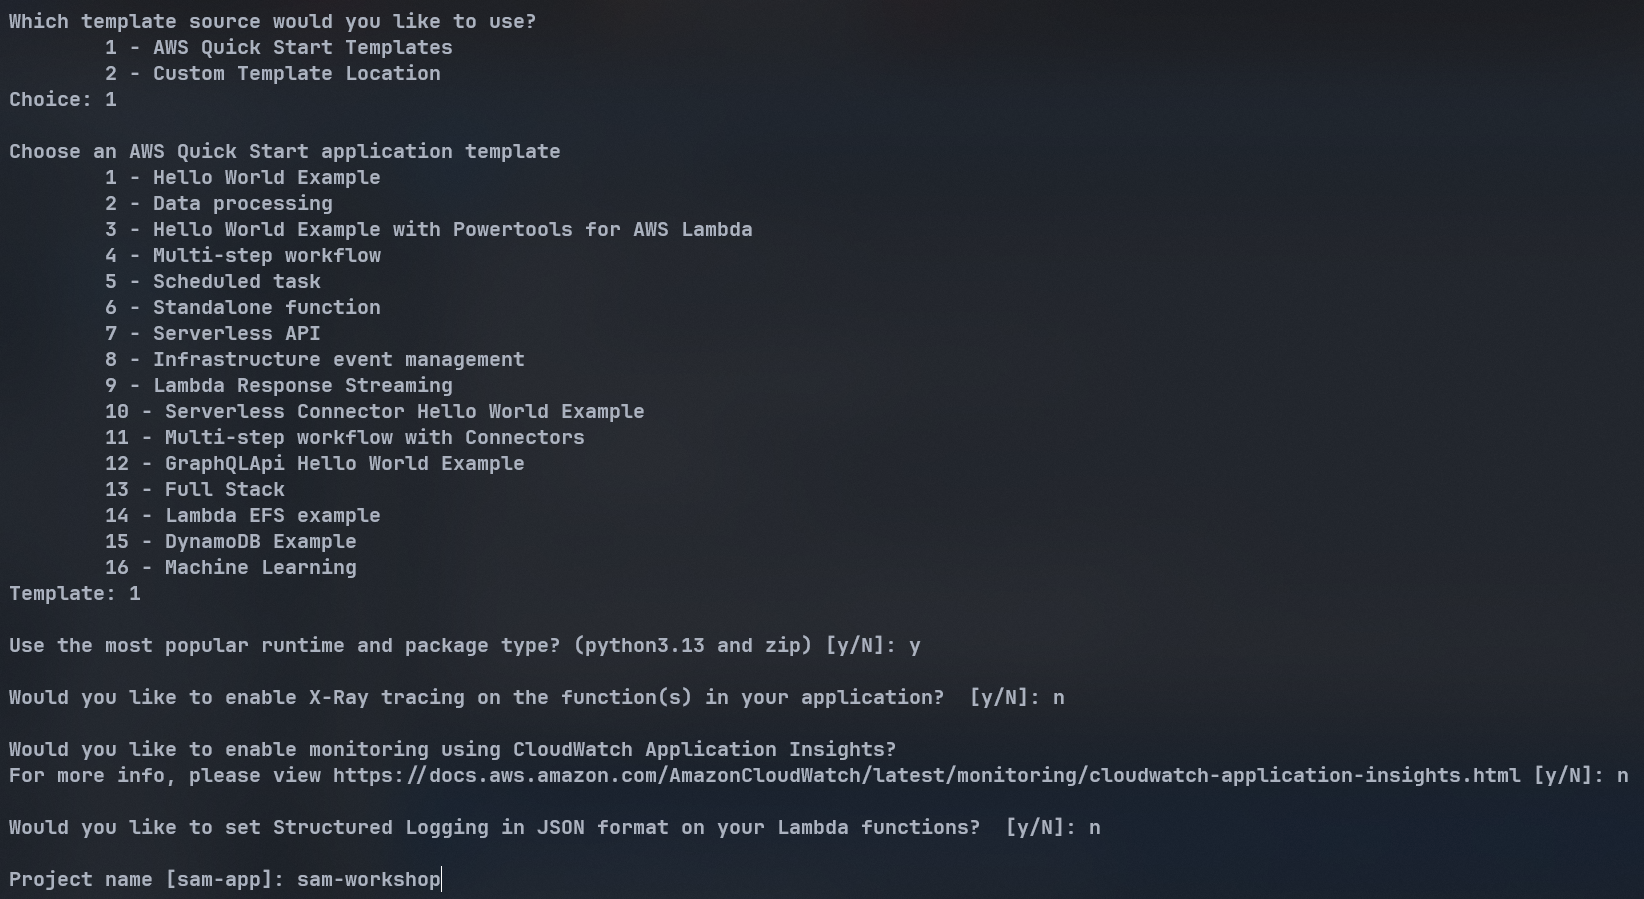 Which template source would you like to use?
1 - AWS Quick Start Templates
2 - Custom Template Location
Choice: 1
Choose an AWS Quick Start application template
1 - Hello World Example
2 - Data processing
3 - Hello World Example with Powertools for AWS Lambda
4 - Multi-step workflow
5 - Scheduled task
6 - Standalone function
7 - Serverless API
8 - Infrastructure event management
9 - Lambda Response Streaming
10 - Serverless Connector Hello World Example
11 - Multi-step workflow with Connectors
12 - GraphQLApi Hello World Example
13 - Full Stack
14 - Lambda EFS example
15 - DynamoDB Example
16 - Machine Learning
Template: 1
Use the most popular runtime and package type? (python3.13 and zip) [y/N]: y
Would you like to enable X-Ray tracing on the function(s) in your application?  [y/N]: n
Would you like to enable monitoring using CloudWatch Application Insights?
For more info, please view https://docs.aws.amazon.com/AmazonCloudWatch/latest/monitoring/cloudwatch-application-insights.html [y/N]: n
Would you like to set Structured Logging in JSON format on your Lambda functions?  [y/N]: n
Project name [sam-app]: sam-workshop